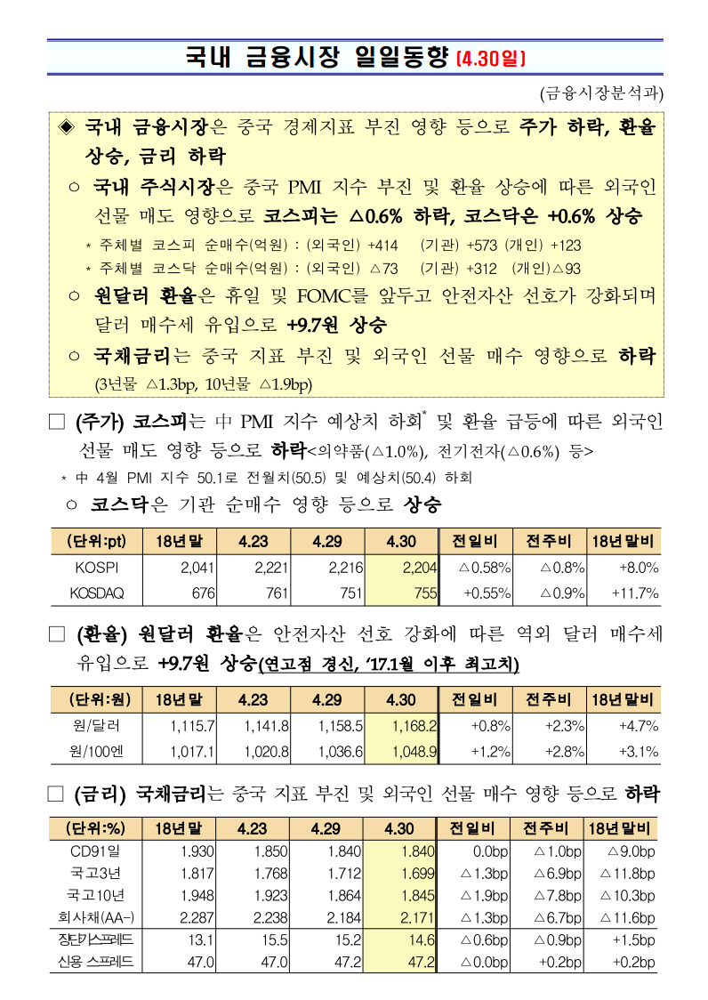 국내 금융시장 일일동향 (4.30일)
(금융시장분석과)
◈ 국내 금융시장은 중국 경제지표 부진 영향 등으로 주가 하락, 환율
상승, 금리 하락
ㅇ 국내 주식시장은 중국 PMI 지수 부진 및 환율 상승에 따른 외국인
선물 매도 영향으로 코스피는 △0.6% 하락, 코스닥은 +0.6% 상승
* 주체별 코스피 순매수(억원) : (외국인) +414 (기관) +573 (개인) +123
* 주체별 코스닥 순매수(억원) : (외국인) △73 (기관) +312 (개인)△93
ㅇ 원달러 환율은 휴일 및 FOMC를 앞두고 안전자산 선호가 강화되며
달러 매수세 유입으로 +9.7원 상승
ㅇ 국채금리는 중국 지표 부진 및 외국인 선물 매수 영향으로 하락
(3년물 △1.3bp, 10년물 △1.9bp)
□ (주가) 코스피는 中 PMI 지수 예상치 하회* 및 환율 급등에 따른 외국인
선물 매도 영향 등으로 하락<의약품(△1.0%), 전기전자(△0.6%) 등>
* 中 4월 PMI 지수 50.1로 전월치(50.5) 및 예상치(50.4) 하회
ㅇ 코스닥은 기관 순매수 영향 등으로 상승
(단위:pt) 18년말 4.23 4.29 4.30 전일비 전주비 18년말비
KOSPI 2,041 2,221 2,216 2,204 △0.58% △0.8% +8.0%
KOSDAQ 676 761 751 755 +0.55% △0.9% +11.7%
□ (환율) 원달러 환율은 안전자산 선호 강화에 따른 역외 달러 매수세
유입으로 +9.7원 상승(연고점 경신, ‘17.1월 이후 최고치)
(단위:원) 18년말 4.23 4.29 4.30 전일비 전주비 18년말비
원/달러 1,115.7 1,141.8 1,158.5 1,168.2 +0.8% +2.3% +4.7%
원/100엔 1,017.1 1,020.8 1,036.6 1,048.9 +1.2% +2.8% +3.1%
□ (금리) 국채금리는 중국 지표 부진 및 외국인 선물 매수 영향 등으로 하락
(단위:%) 18년말 4.23 4.29 4.30 전일비 전주비 18년말비
CD91일 1.930 1.850 1.840 1.840 0.0bp △1.0bp △9.0bp
국고3년 1.817 1.768 1.712 1.699 △1.3bp △6.9bp △11.8bp
국고10년 1.948 1.923 1.864 1.845 △1.9bp △7.8bp △10.3bp
회사채(AA-) 2.287 2.238 2.184 2.171 △1.3bp △6.7bp △11.6bp
장단기스프레드 13.1 15.5 15.2 14.6 △0.6bp △0.9bp +1.5bp
신용 스프레드 47.0 47.0 47.2 47.2 △0.0bp +0.2bp +0.2bp